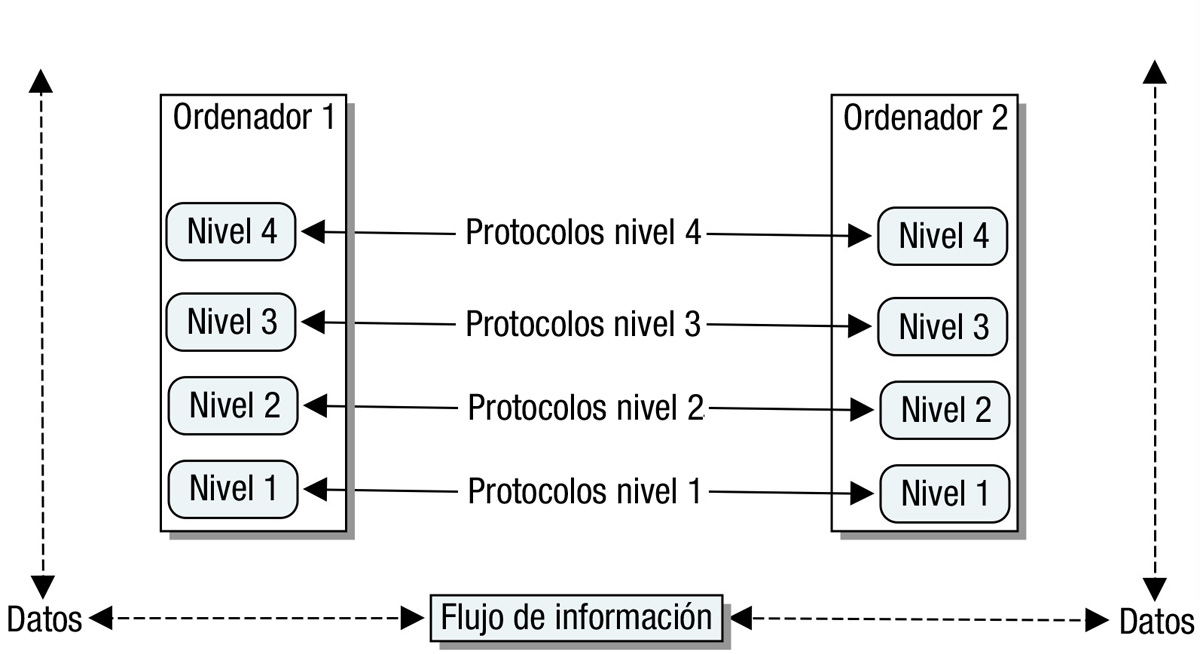 Ordenador 1
Ordenador 2
Nivel 4
Protocolos nivel 4
Nivel 4
Nivel 3
Protocolos nivel 3
Nivel 3
Nivel 2
Protocolos nivel 2
Nivel 2
Nivel 1
Protocolos nivel 1
Nivel 1
Datos
Flujo de información
Datos